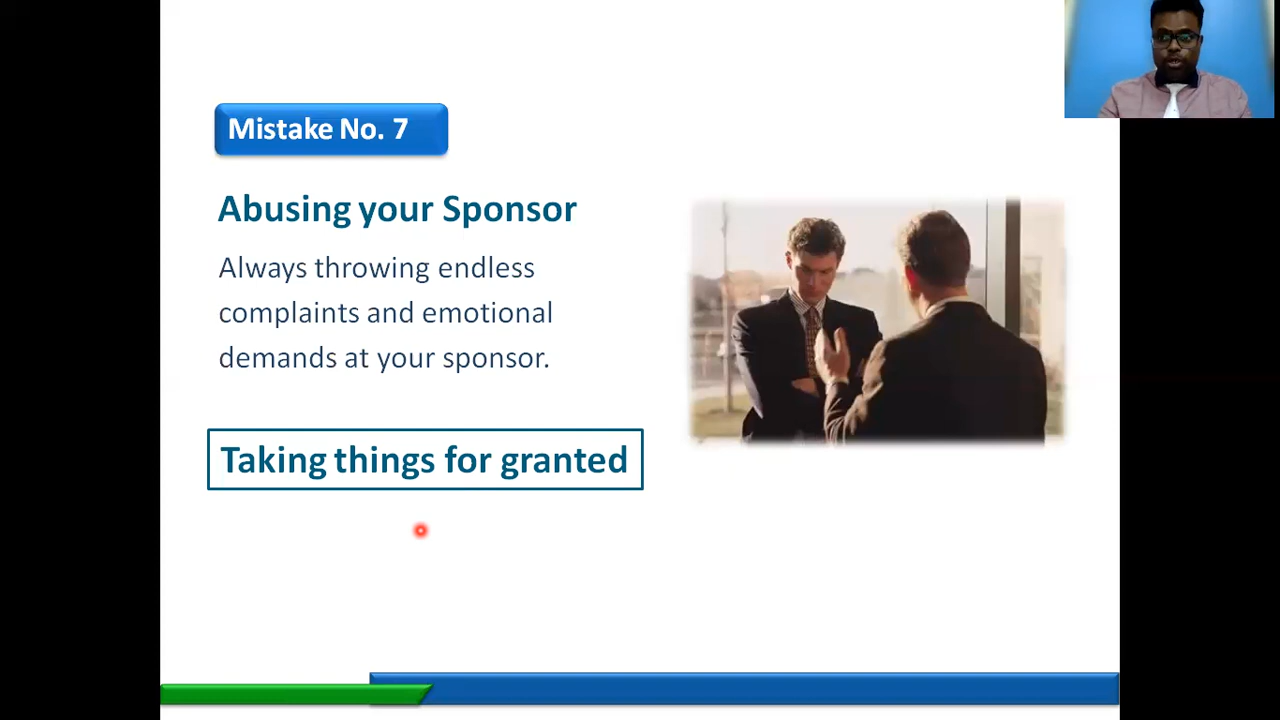 Mistake No. 7
Abusing your Sponsor
Always throwing endless
complaints and emotional
demands at your sponsor.
Taking things for granted